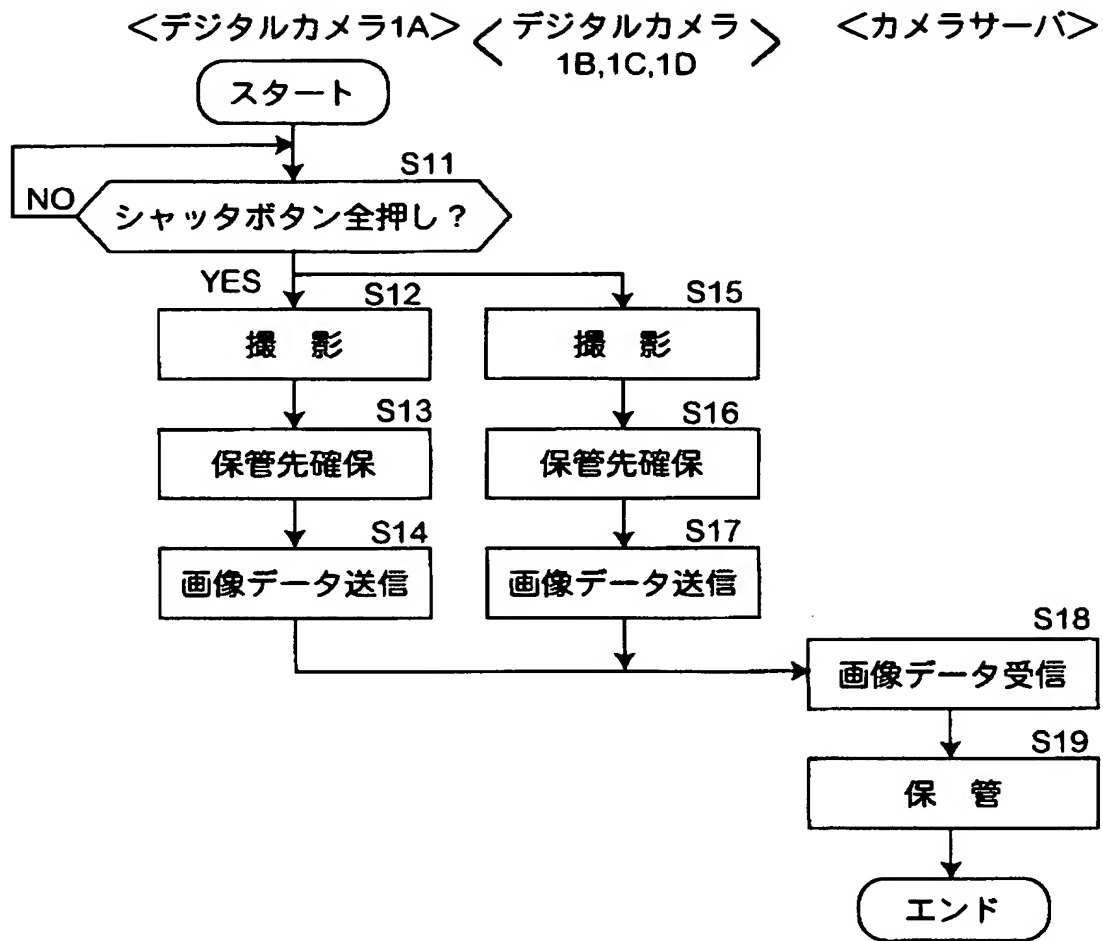 <デジタルカメラ1A>
<デジタルカメラ
1B,1C,1D>
<カメラサーバ>
スタート
S11
シャッタボタン全押し?
NO
YES
S12
撮 影
S15
撮 影
S13
保管先確保
S16
保管先確保
S14
画像データ送信
S17
画像データ送信
S18
画像データ受信
S19
保 管
エンド